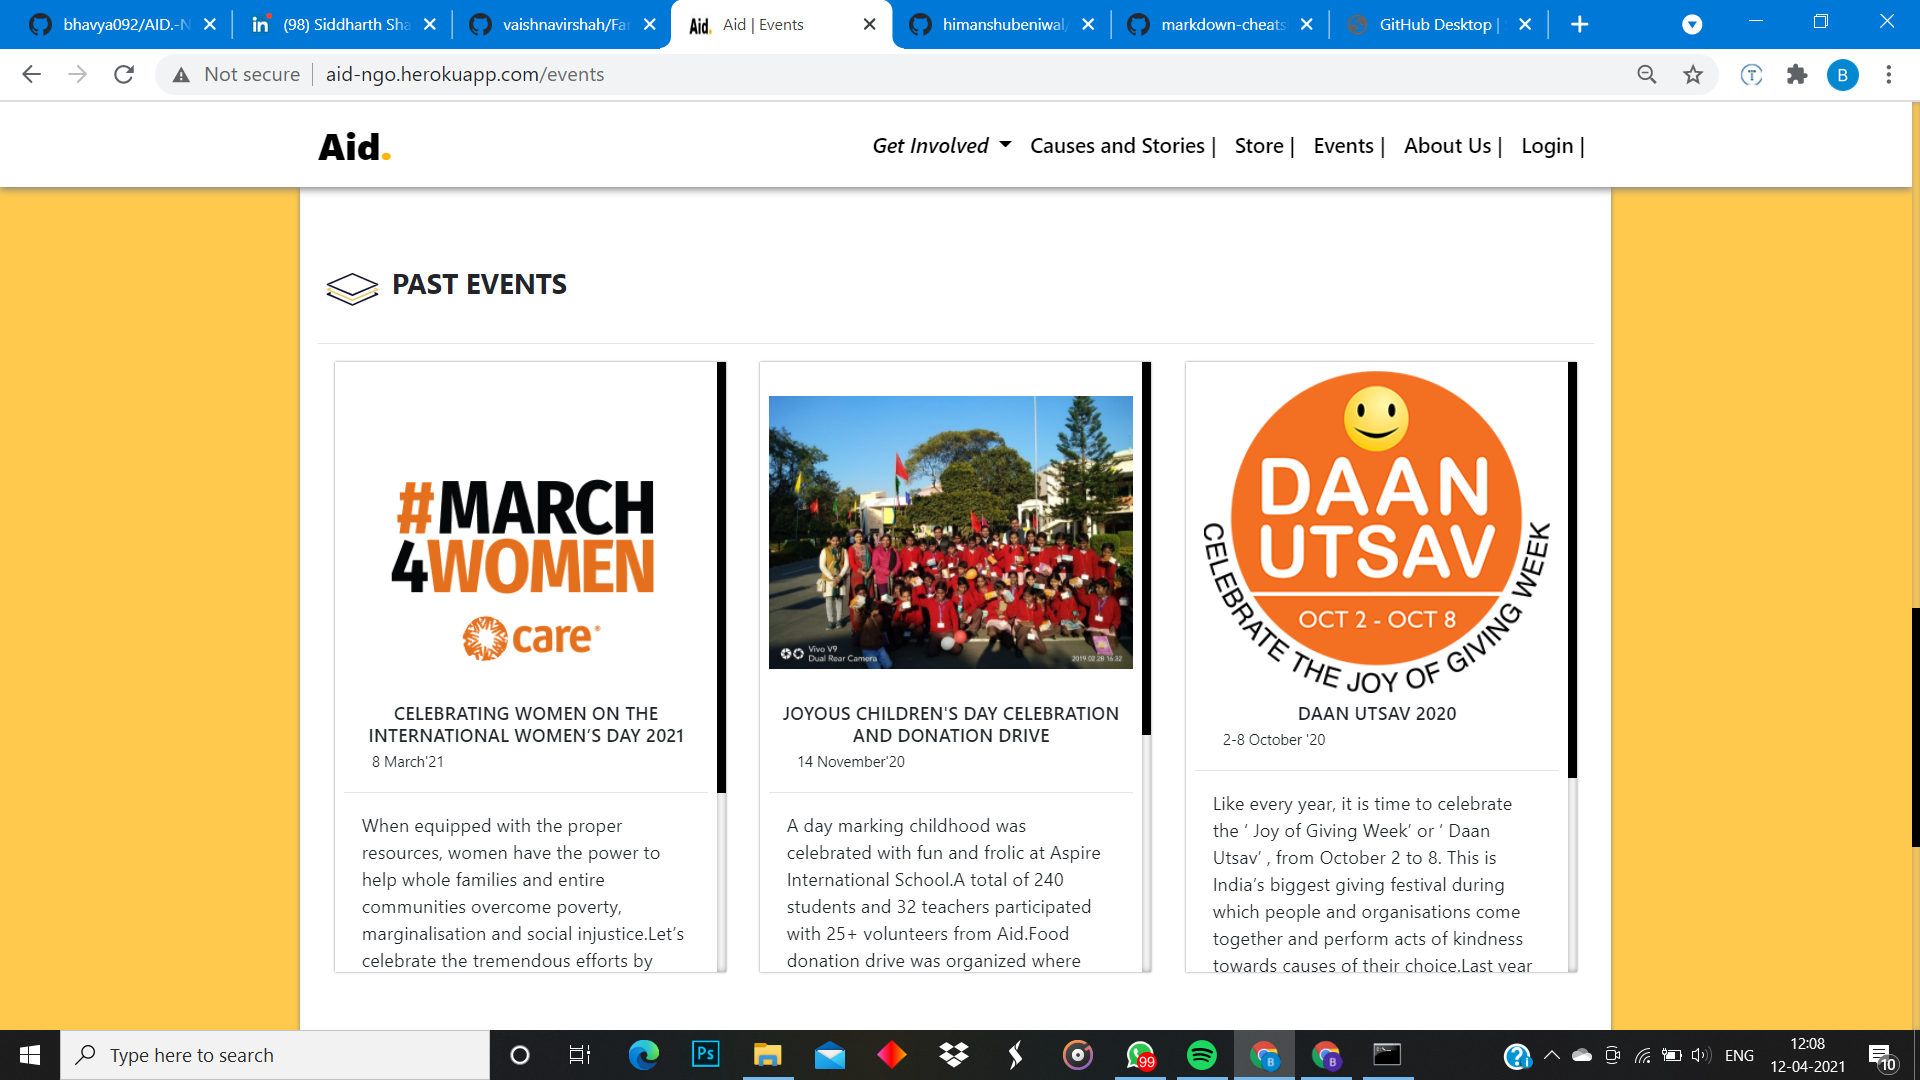 bhavya092/AID.-N
(98) Siddharth Sha
vaishnavirshah/Far
Aid. Aid | Events
himanshubeniwal/
markdown-cheats
GitHub Desktop |
Not secure
aid-ngo.herokuapp.com/events
B
Aid.
Get Involved
Causes and Stories |
Store |
Events |
About Us |
Login |
PAST EVENTS
#MARCH
4WOMEN
care®
CELEBRATING WOMEN ON THE
INTERNATIONAL WOMEN’S DAY 2021
8 March'21
When equipped with the proper
resources, women have the power to
help whole families and entire
communities overcome poverty,
marginalisation and social injustice.Let’s
celebrate the tremendous efforts by
Vivo V9
Dual Rear Camera
2019.02.28 16:32
JOYOUS CHILDREN'S DAY CELEBRATION
AND DONATION DRIVE
14 November'20
A day marking childhood was
celebrated with fun and frolic at Aspire
International School.A total of 240
students and 32 teachers participated
with 25+ volunteers from Aid.Food
donation drive was organized where
DAAN
UTSAV
OCT 2 - OCT 8
CELEBRATE THE JOY OF GIVING WEEK
DAAN UTSAV 2020
2-8 October '20
Like every year, it is time to celebrate
the ‘ Joy of Giving Week’ or ‘ Daan
Utsav’ , from October 2 to 8. This is
India’s biggest giving festival during
which people and organisations come
together and perform acts of kindness
towards causes of their choice.Last year
Type here to search
Ps
99
B
B
ENG
12:08
12-04-2021
10